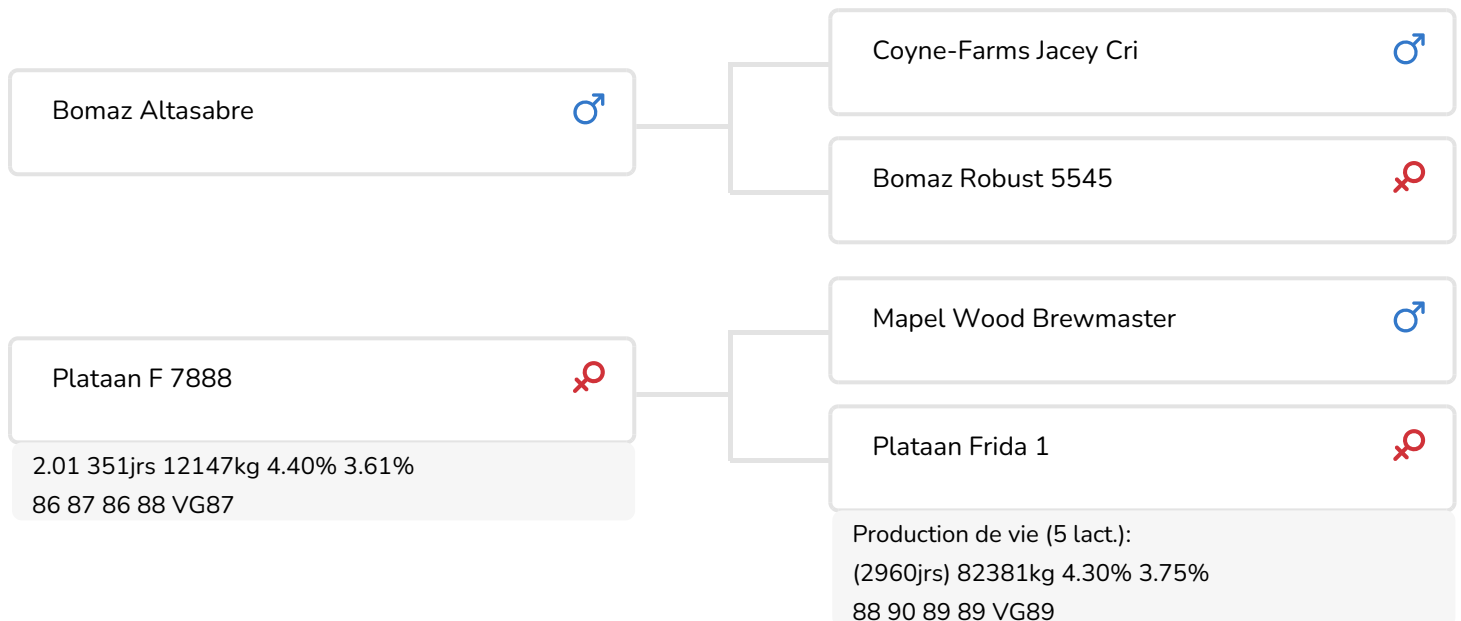 Coyne-Farms Jacey Cri
Bomaz Altasabre
Bomaz Robust 5545
Mapel Wood Brewmaster
Plataan F 7888
2.01 351jrs 12147kg 4.40% 3.61%
86 87 86 88 VG87
Plataan Frida 1
Production de vie (5 lact.):
(2960jrs) 82381kg 4.30% 3.75%
88 90 89 89 VG89